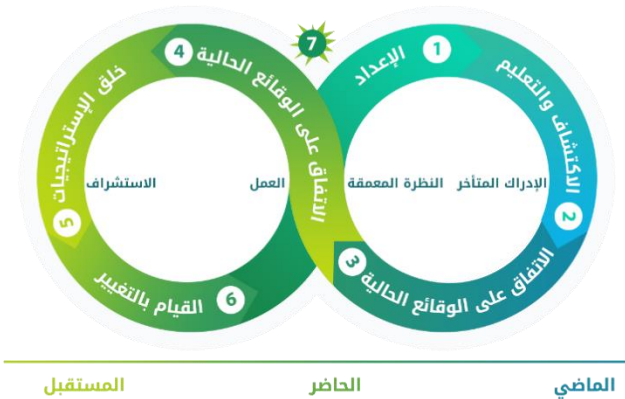 1
الإعداد
الاكتشاف والتعليم
2
3
الاتفاق على الوقائع الحالية
4
الاتفاق على الوقائع الحالية
خلق الإستراتيجيات
5
6
القيام بالتغيير
7
الإدراك المتأخر
النظرة المعمقة
العمل
الاستشراف
الماضي
الحاضر
المستقبل